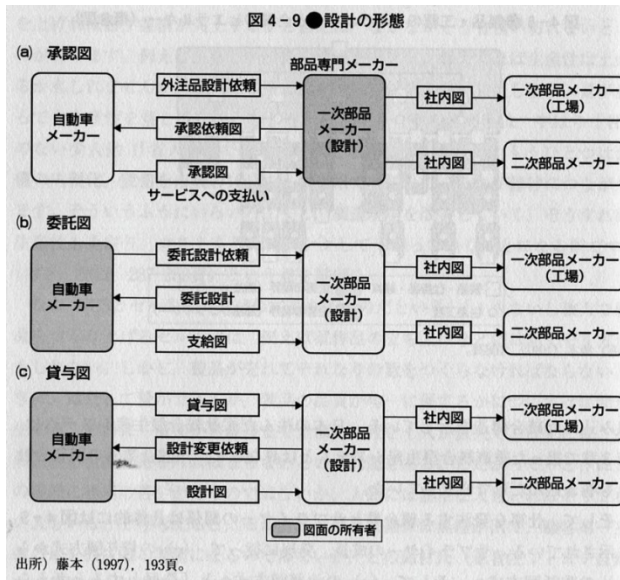 図4-9●設計の形態
(a) 承認図
部品専門メーカー
自動車
メーカー
外注品設計依頼
承認依頼図
承認図
サービスへの支払い
一次部品
メーカー
(設計)
社内図
社内図
一次部品メーカー
(工場)
二次部品メーカー
(b) 委託図
自動車
メーカー
委託設計依頼
委託設計
支給図
一次部品
メーカー
(設計)
社内図
社内図
一次部品メーカー
(工場)
二次部品メーカー
(c) 貸与図
自動車
メーカー
貸与図
設計変更依頼
設計図
一次部品
メーカー
(設計)
社内図
社内図
一次部品メーカー
(工場)
二次部品メーカー
図面の所有者
出所)藤本(1997),193頁。